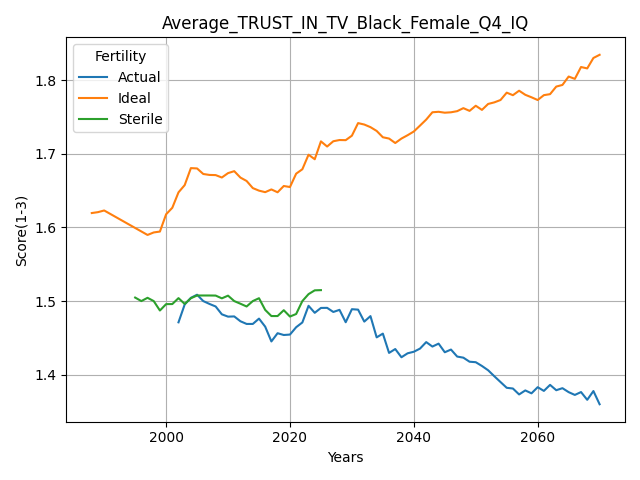 Average_TRUST_IN_TV_Black_Female_Q4_IQ
Fertility
Actual
Ideal
Sterile
Score(1-3)
1.8
1.7
1.6
1.5
1.4
2000
2020
2040
2060
Years